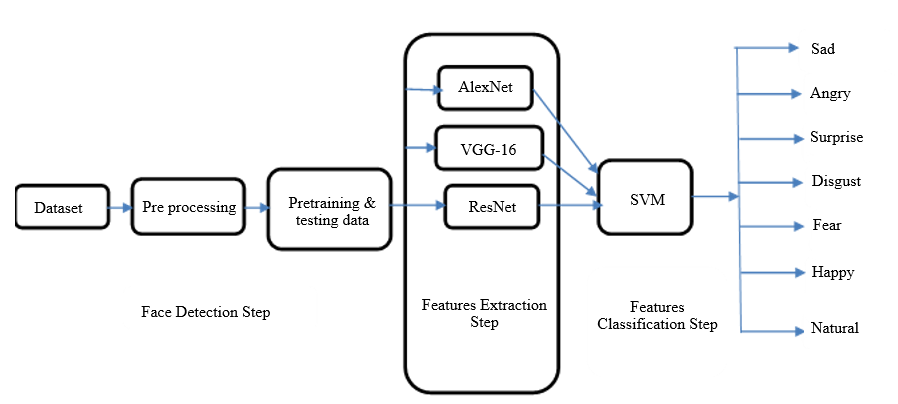 Dataset
Pre processing
Pretraining &
testing data
Face Detection Step
AlexNet
VGG-16
ResNet
Features Extraction
Step
SVM
Features
Classification Step
Sad
Angry
Surprise
Disgust
Fear
Happy
Natural